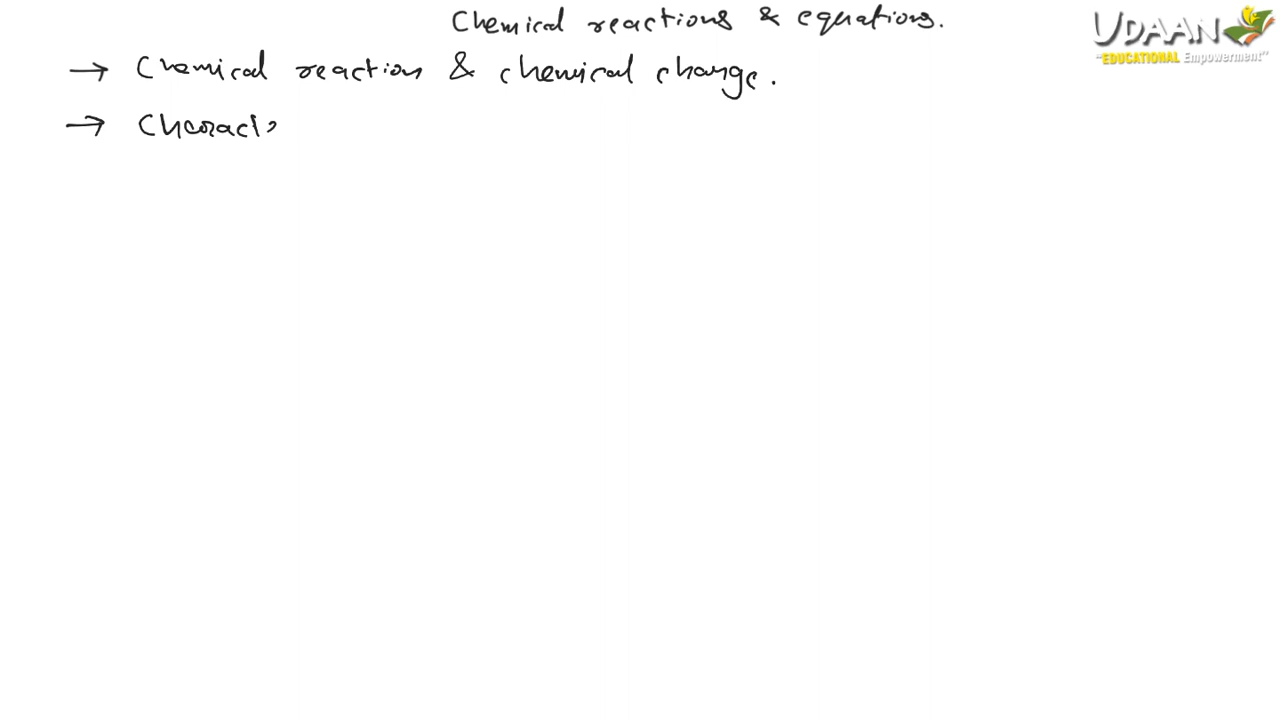 Chemical reactions & equations.
UDAAN
"EDUCATIONAL Empowerment"
→ Chemical reaction & chemical change.
→